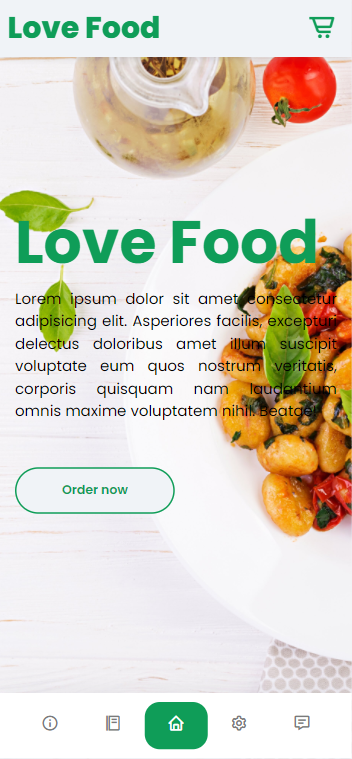 Love Food
Love Food
Lorem ipsum dolor sit amet consectetur
adipisicing elit. Asperiores facilis, excepturi
delectus doloribus amet illum suscipit
voluptate eum quos nostrum veritatis,
corporis quisquam nam laudantium
omnis maxime voluptatem nihil. Beatae!
Order now